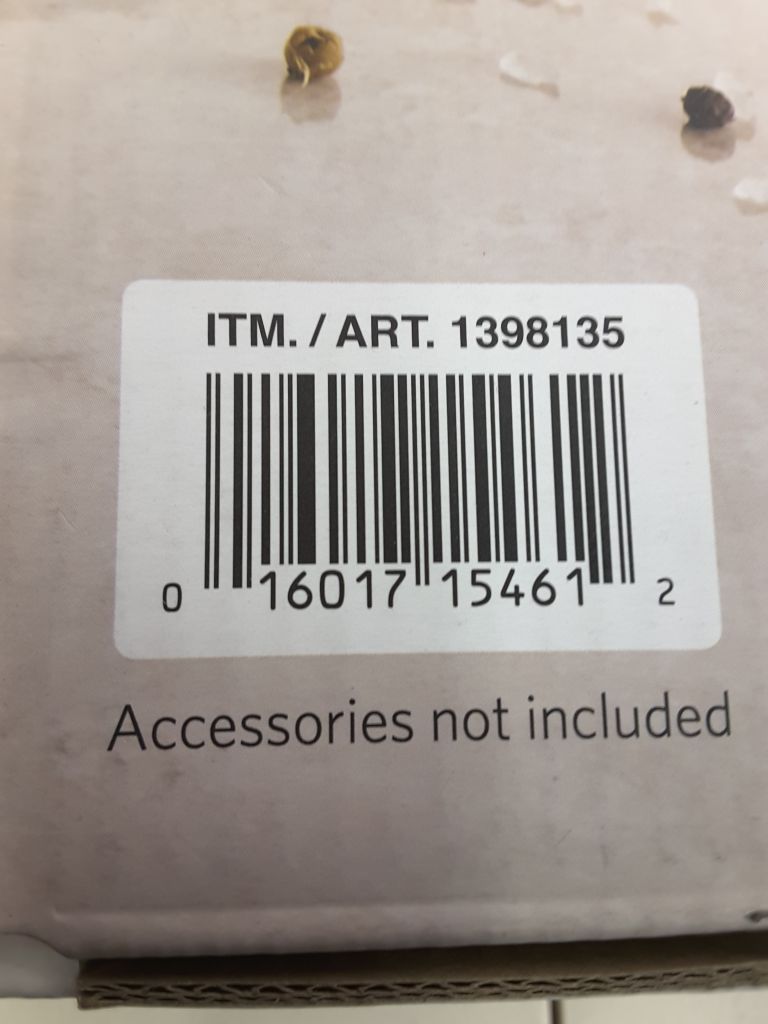 ITM. / ART. 1398135
0 16017 15461 2
Accessories not included